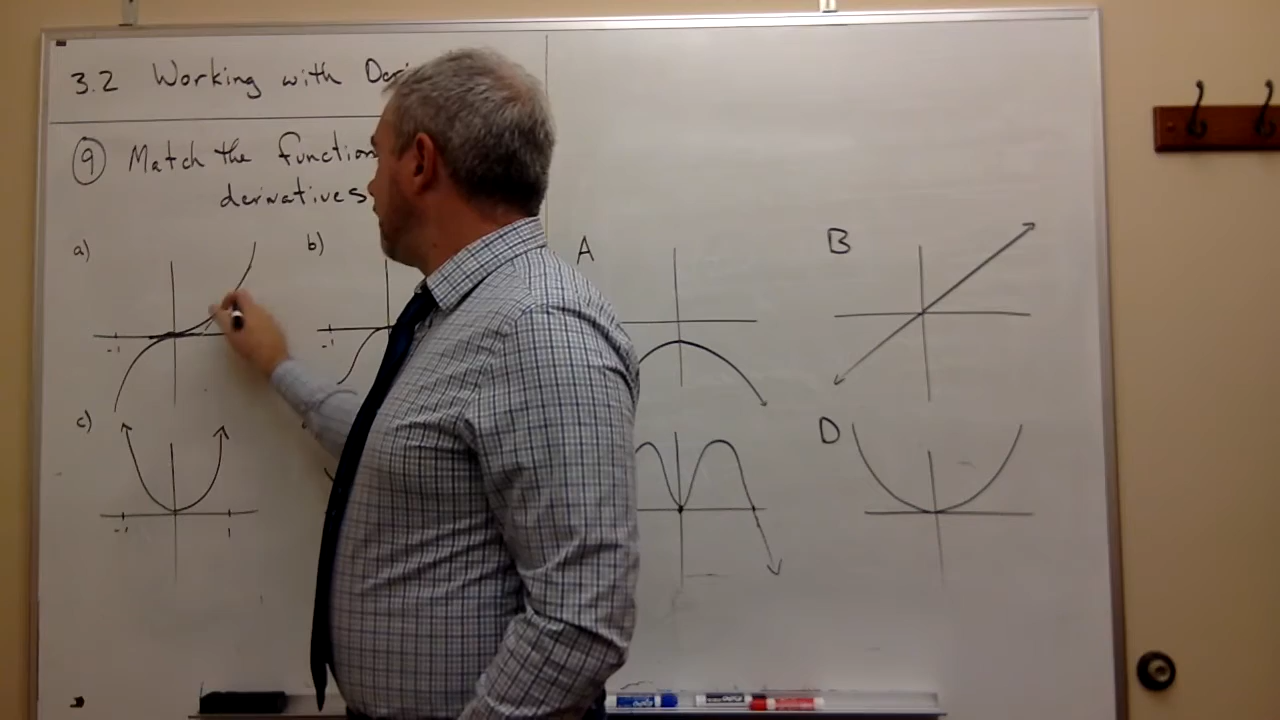 3.2 Working with
9 Match the function
derivatives
a)
b)
A
B
-1
-1
c)
D
-1
1